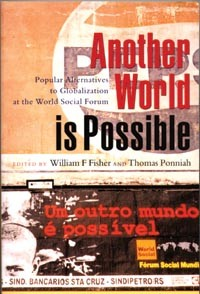 Another
Popular Alternatives
to Globalization
at the World Social Forum
World
is Possible
EDITED BY William F Fisher AND Thomas Ponniah
Um outro mundo
é possível
World
Social
Fórum Social Mundi
SIND. BANCARIOS STA CRUZ - SINDIPETRO RS